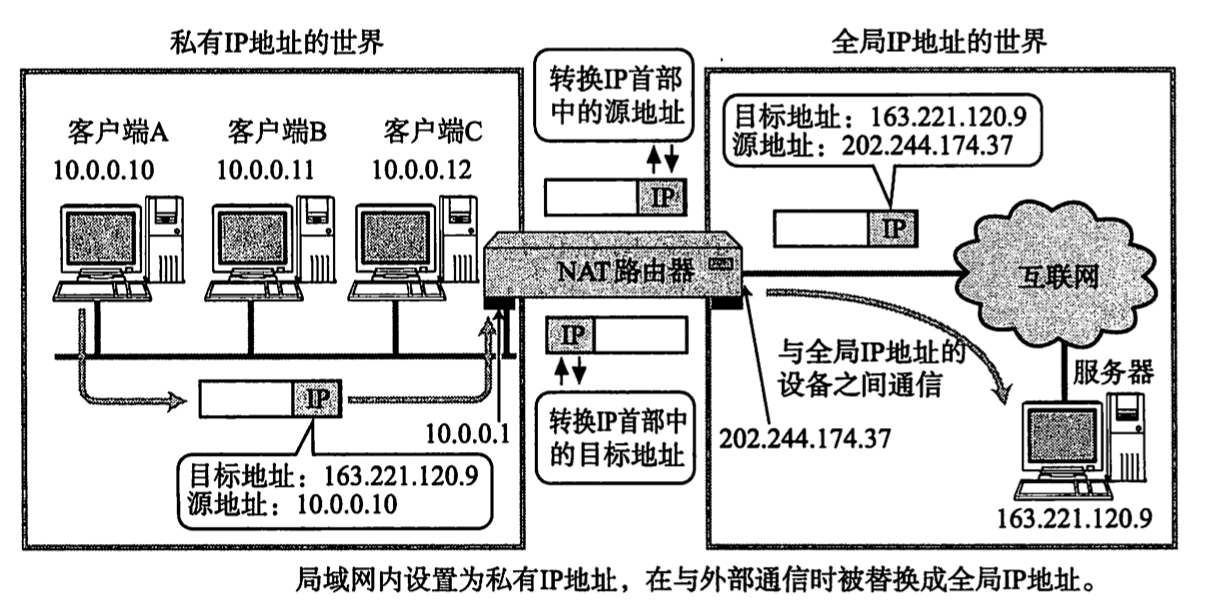 私有IP地址的世界
全局IP地址的世界
转换IP首部
中的源地址
目标地址：163.221.120.9
源地址：202.244.174.37
客户端A
客户端B
客户端C
10.0.0.10
10.0.0.11
10.0.0.12
IP
IP
NAT路由器
互联网
IP
与全局IP地址的
设备之间通信
服务器
IP
10.0.0.1
转换IP首部中
的目标地址
202.244.174.37
目标地址：163.221.120.9
源地址：10.0.0.10
163.221.120.9
局域网内设置为私有IP地址，在与外部通信时被替换成全局IP地址。